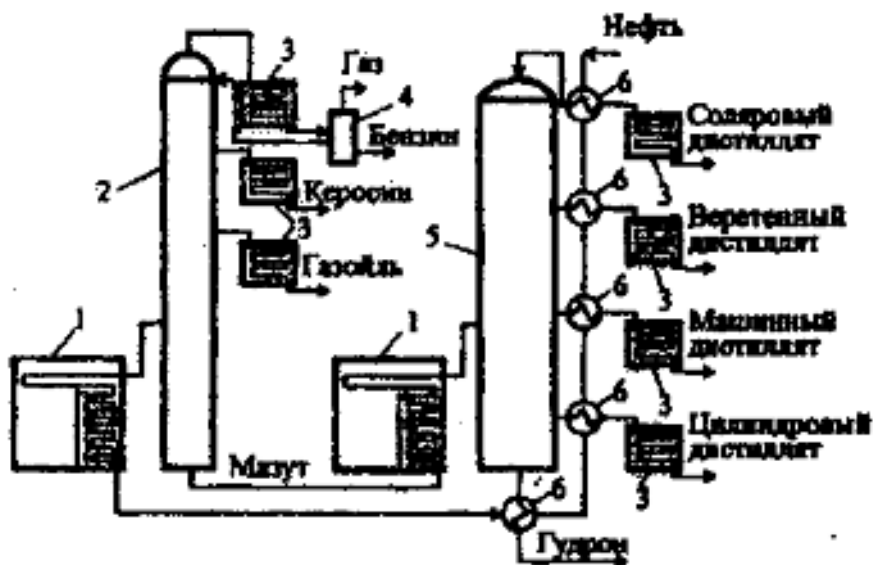 Нефть
3
Газ
6
4
Соляровый
дистиллят
Бензин
2
3
6
Керосин
3
Веретенный
дистиллят
5
Газойль
3
6
1
1
Машинный
дистиллят
3
6
Цилиндровый
дистиллят
Мазут
6
3
Гудрон